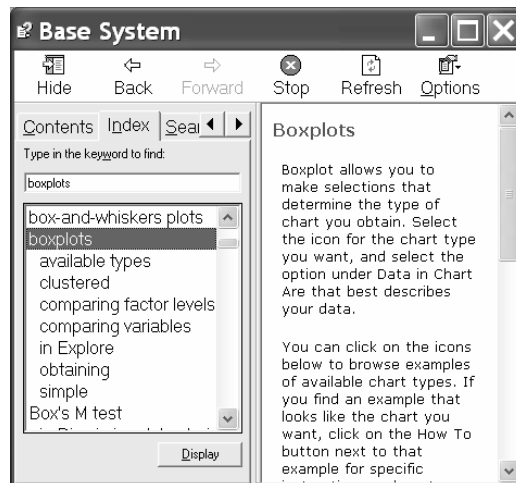 Base System
Hide Back Forward Stop Refresh Options
Contents Index Sear
Type in the keyword to find:
boxplots
box-and-whiskers plots
boxplots
available types
clustered
comparing factor levels
comparing variables
in Explore
obtaining
simple
Box's M test
Display
Boxplots
Boxplot allows you to
make selections that
determine the type of
chart you obtain. Select
the icon for the chart type
you want, and select the
option under Data in Chart
Are that best describes
your data.
You can click on the icons
below to browse examples
of available chart types. If
you find an example that
looks like the chart you
want, click on the How To
button next to that
example for specific